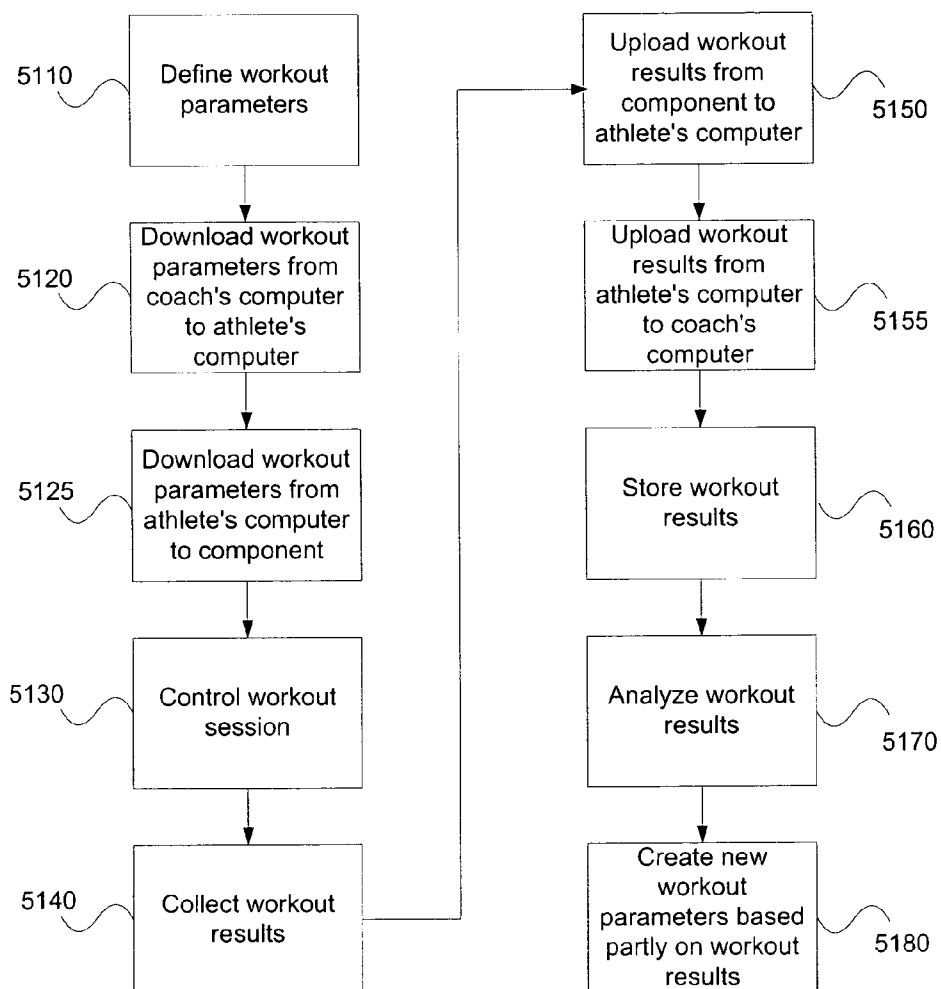 5110
Define workout
parameters
5120
Download workout
parameters from
coach's computer
to athlete's
computer
5125
Download workout
parameters from
athlete's computer
to component
5130
Control workout
session
5140
Collect workout
results
Upload workout
results from
component to
athlete's computer
5150
Upload workout
results from
athlete's computer
to coach's
computer
5155
Store workout
results
5160
Analyze workout
results
5170
Create new
workout
parameters based
partly on workout
results
5180